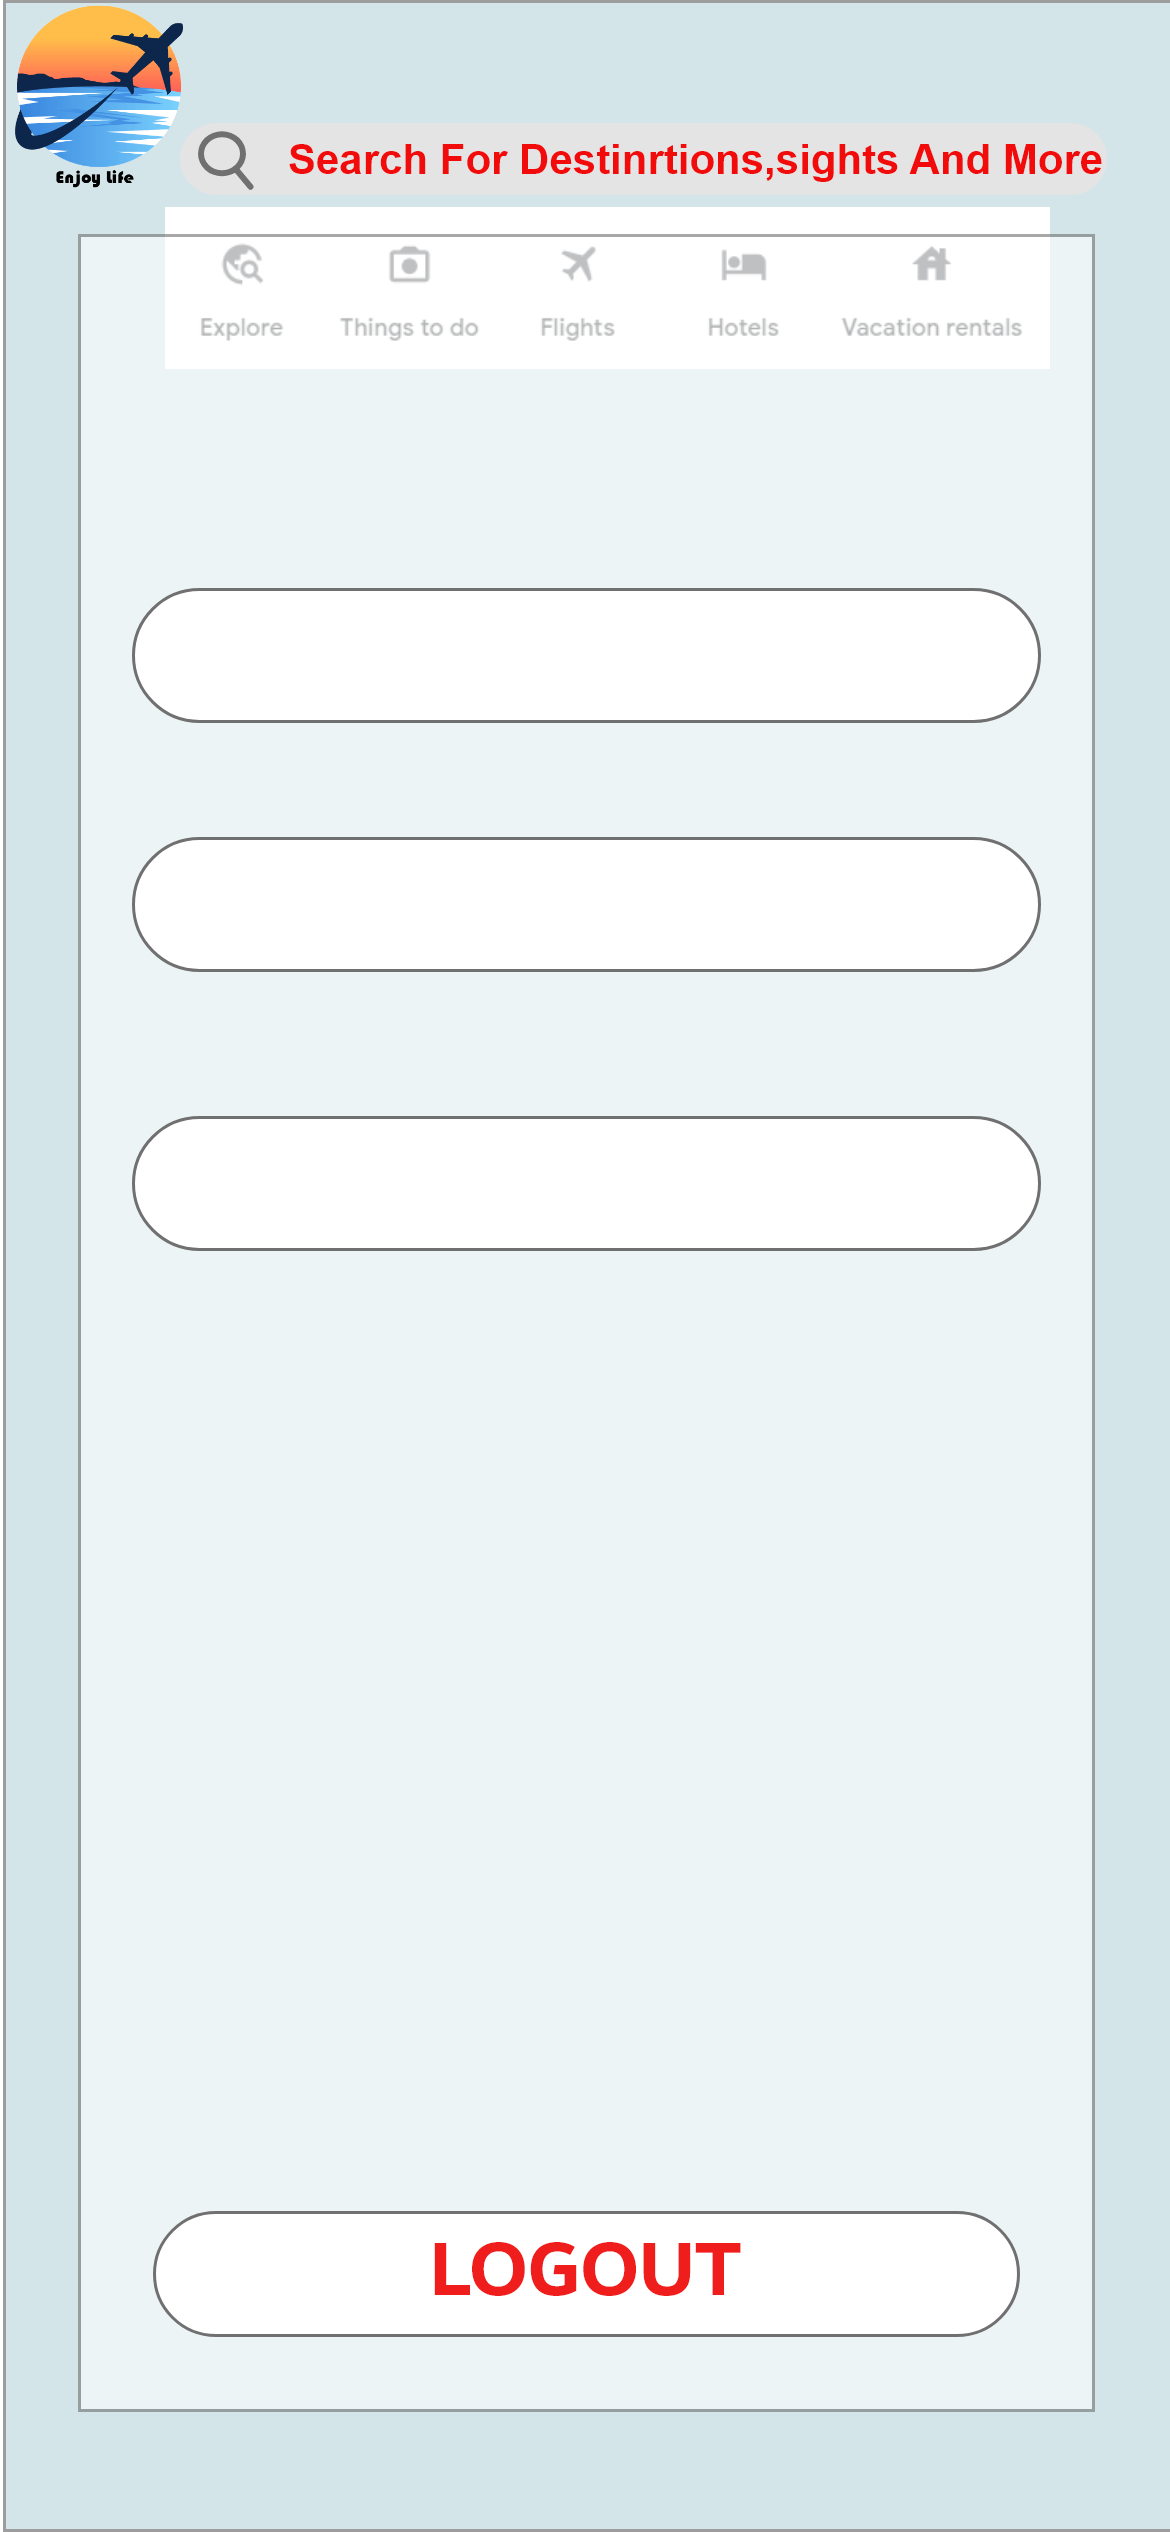 Enjoy Life
Search For Destinrtions,sights And More
Explore Things to do Flights Hotels Vacation rentals
LOGOUT